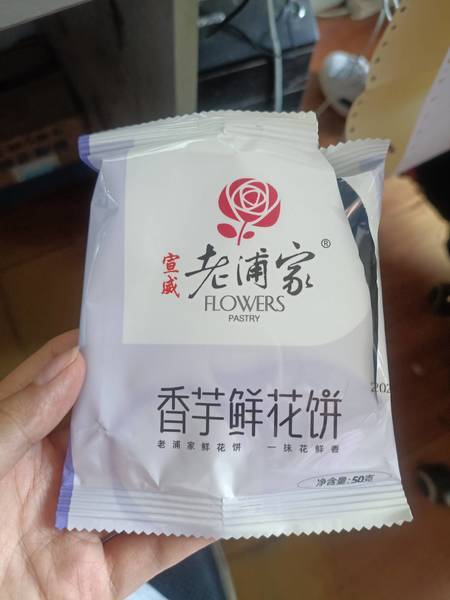 宣威
老浦家®
FLOWERS
PASTRY
202
香芋鲜花饼
老浦家鲜花饼 一抹花鲜香
净含量:50克